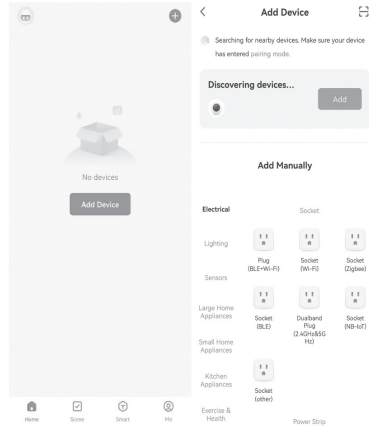 No devices
Add Device
Home
Scene
Smart
Me
Add Device
Searching for nearby devices. Make sure your device
has entered pairing mode.
Discovering devices...
Add
Add Manually
Electrical
Socket
Lighting
Plug
(BLE+Wi-Fi)
Socket
(Wi-Fi)
Socket
(Zigbee)
Sensors
Large Home
Appliances
Socket
(BLE)
Dualband
Plug
(2.4GHz&5G
Hz)
Socket
(NB-IoT)
Small Home
Appliances
Kitchen
Appliances
Socket
(other)
Exercise &
Health
Power Strip